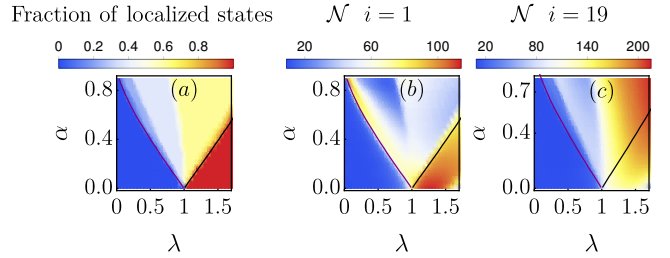 Fraction of localized states
𝒩 i = 1
𝒩 i = 19
0 0.2 0.4 0.6 0.8
20 60 100
20 80 140 200
(a)
(b)
(c)
α
0.8
0.4
0.0
0 0.5 1 1.5
λ
α
0.8
0.4
0.0
0 0.5 1 1.5
λ
α
0.7
0.4
0.0
0 0.5 1 1.5
λ